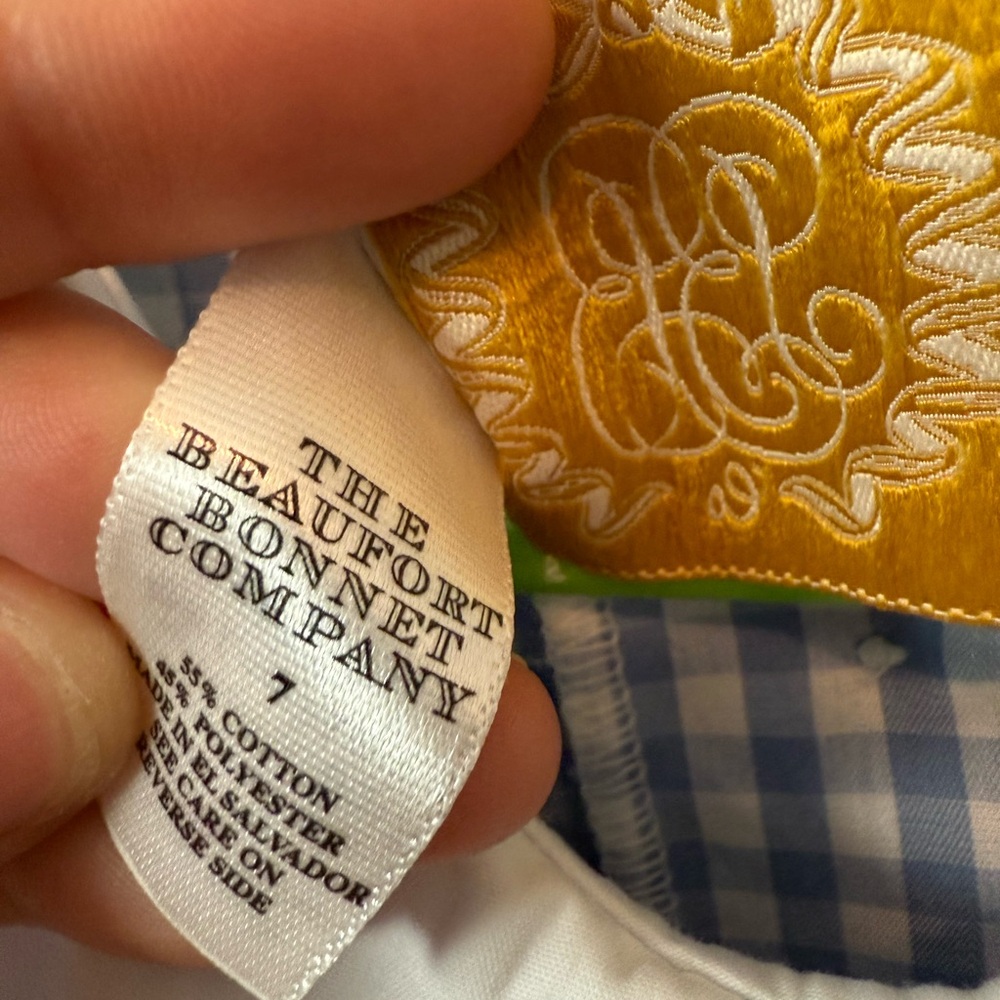 THE
BEAUFORT
BONNET
COMPANY
7
55% COTTON
45% POLYESTER
MADE IN EL SALVADOR
SEE CARE ON
REVERSE SIDE